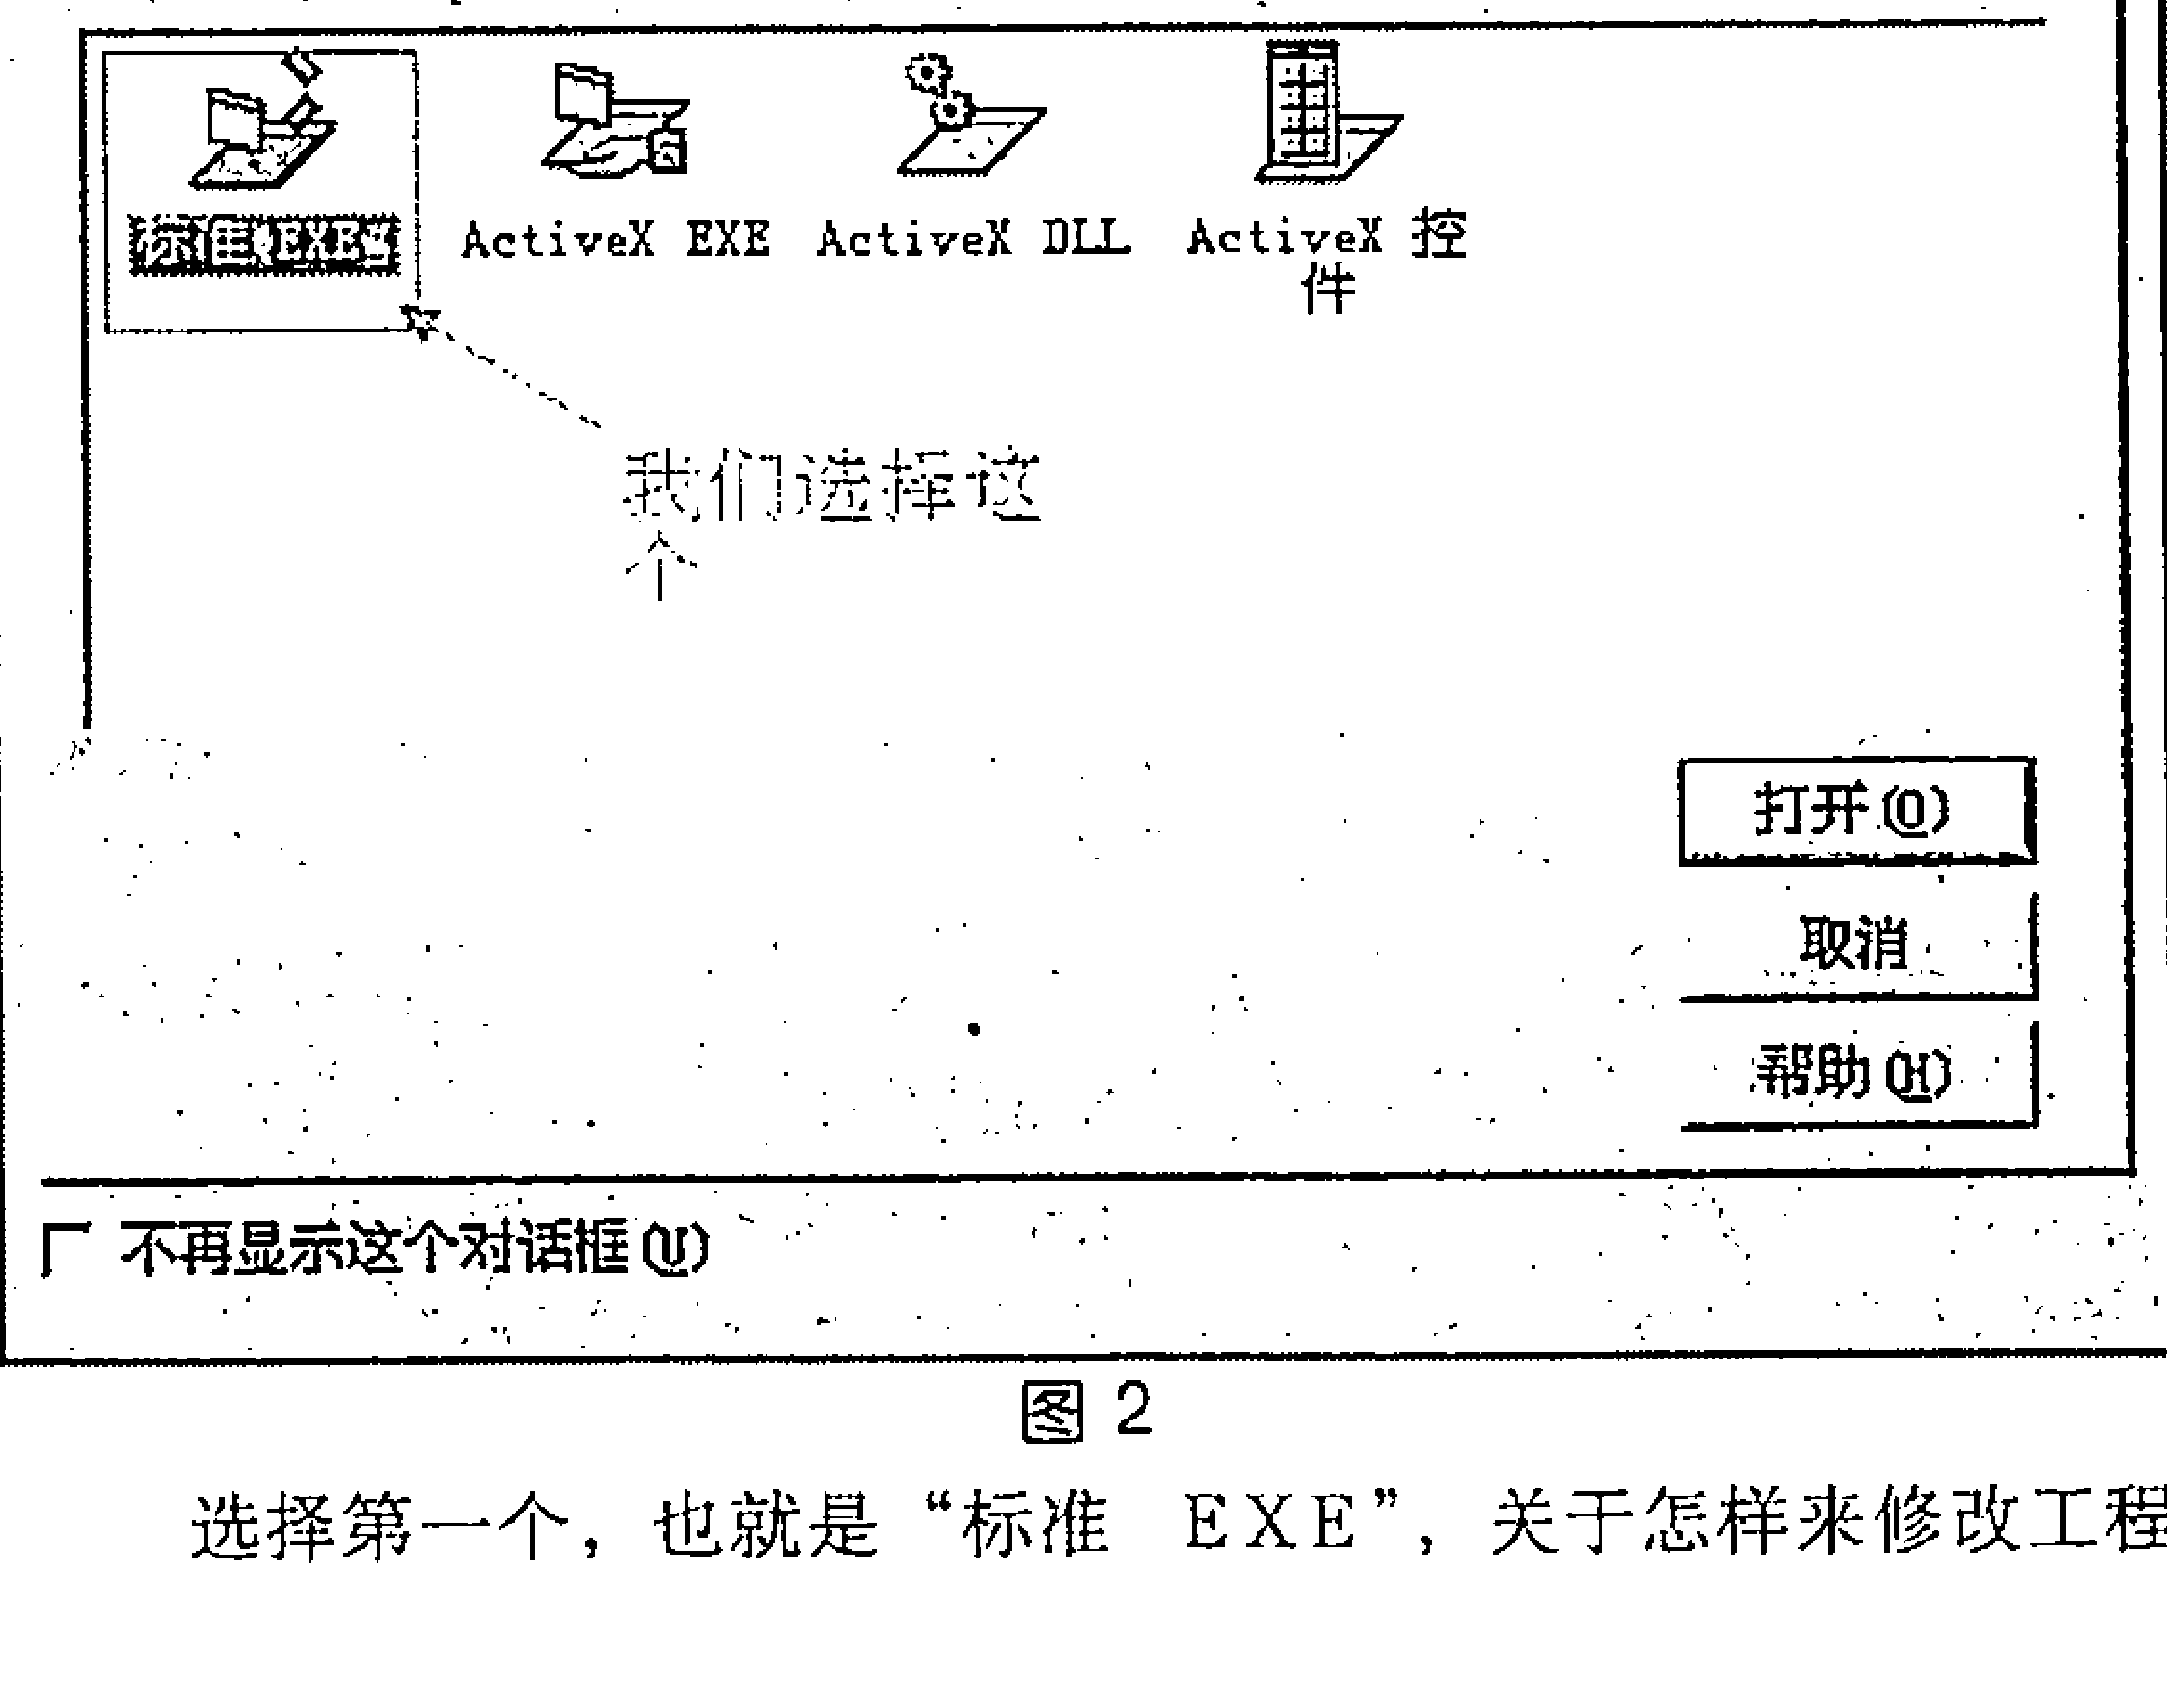 标准 EXE ActiveX EXE ActiveX DLL ActiveX 控
件
我们选择这
个
打开(O)
取消
帮助(H)
不再显示这个对话框(U)
图 2
选择第一个，也就是“标准 EXE”，关于怎样来修改工程